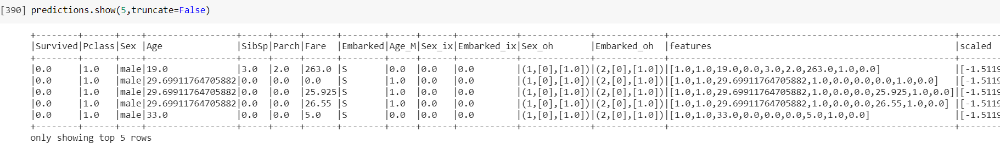 [390] predictions.show(5,truncate=False)
+--------+------+----+-----------------+-----+-----+------+--------+-----+------+-----------+-------------+-------------+---------------------------------------------------+-------
|Survived|Pclass|Sex |Age              |SibSp|Parch|Fare  |Embarked|Age_M|Sex_ix|Embarked_ix|Sex_oh       |Embarked_oh  |features                                           |scaled
+--------+------+----+-----------------+-----+-----+------+--------+-----+------+-----------+-------------+-------------+---------------------------------------------------+-------
|0.0     |1.0   |male|19.0             |3.0  |2.0  |263.0 |S       |0.0  |0.0   |0.0        |(1,[0],[1.0])|(2,[0],[1.0])|[1.0,1.0,19.0,0.0,3.0,2.0,263.0,1.0,0.0]           |[-1.5119
|0.0     |1.0   |male|29.69911764705882|0.0  |0.0  |0.0   |S       |1.0  |0.0   |0.0        |(1,[0],[1.0])|(2,[0],[1.0])|[1.0,1.0,29.69911764705882,1.0,0.0,0.0,0.0,1.0,0.0]   |[-1.5119
|0.0     |1.0   |male|29.69911764705882|0.0  |0.0  |25.925|S       |1.0  |0.0   |0.0        |(1,[0],[1.0])|(2,[0],[1.0])|[1.0,1.0,29.69911764705882,1.0,0.0,0.0,25.925,1.0,0.0]|[-1.5119
|0.0     |1.0   |male|29.69911764705882|0.0  |0.0  |26.55 |S       |1.0  |0.0   |0.0        |(1,[0],[1.0])|(2,[0],[1.0])|[1.0,1.0,29.69911764705882,1.0,0.0,0.0,26.55,1.0,0.0] |[-1.5119
|0.0     |1.0   |male|33.0             |0.0  |0.0  |5.0   |S       |0.0  |0.0   |0.0        |(1,[0],[1.0])|(2,[0],[1.0])|[1.0,1.0,33.0,0.0,0.0,0.0,5.0,1.0,0.0]             |[-1.5119
+--------+------+----+-----------------+-----+-----+------+--------+-----+------+-----------+-------------+-------------+---------------------------------------------------+-------
only showing top 5 rows